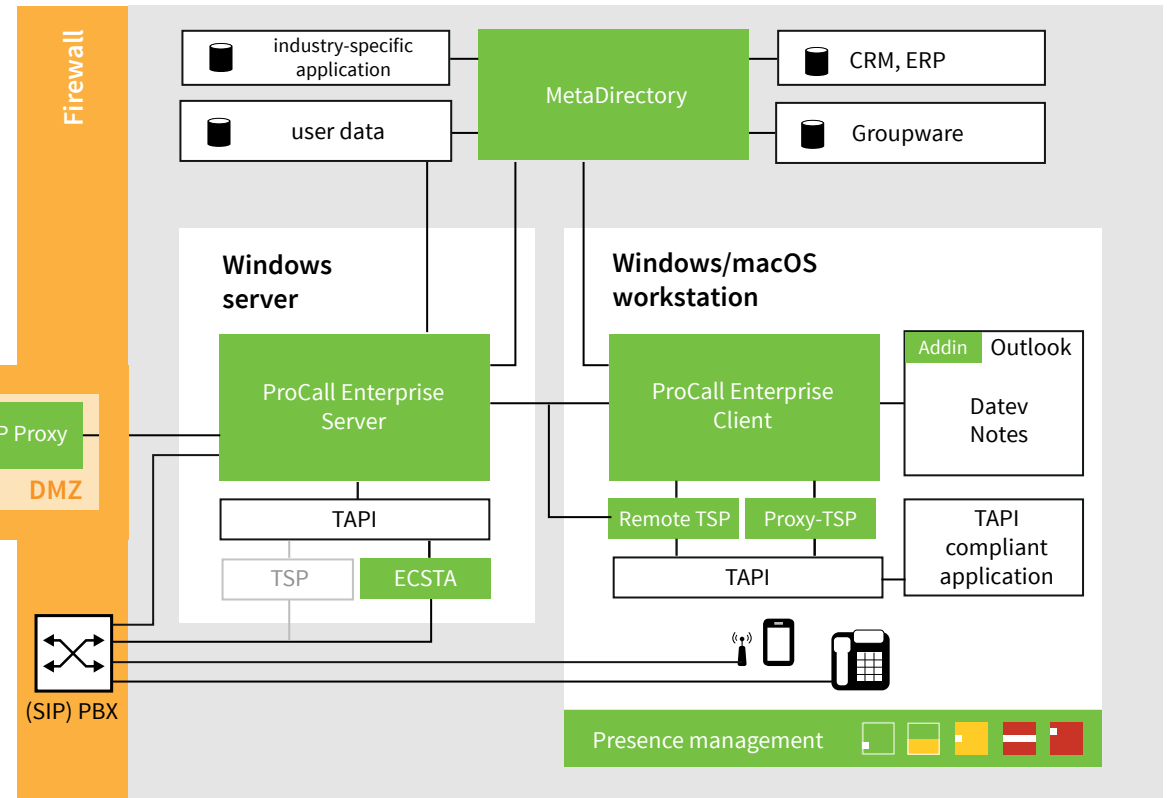 Firewall
industry-specific
application
user data
MetaDirectory
CRM, ERP
Groupware
Windows
server
Windows/macOS
workstation
ProCall Enterprise
Server
ProCall Enterprise
Client
Addin
Outlook
Datev
Notes
P Proxy
DMZ
TAPI
TSP
ECSTA
Remote TSP
Proxy-TSP
TAPI
TAPI
compliant
application
(SIP) PBX
Presence management